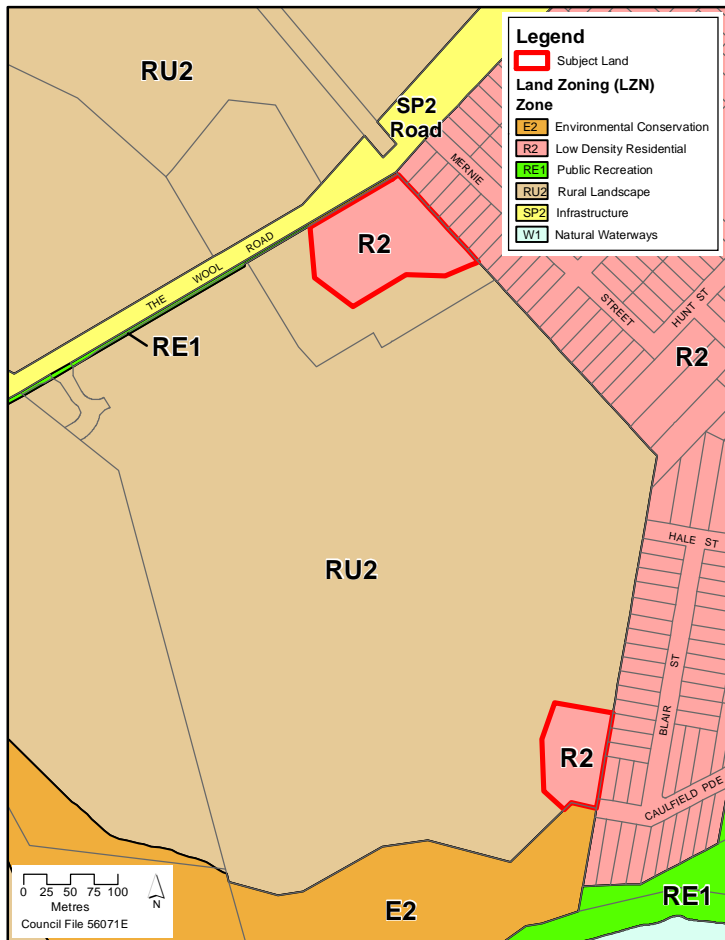 Legend
Subject Land
Land Zoning (LZN)
Zone
E2 Environmental Conservation
R2 Low Density Residential
RE1 Public Recreation
RU2 Rural Landscape
SP2 Infrastructure
W1 Natural Waterways
RU2
SP2
Road
MERNIE
R2
THE WOOL ROAD
STREET
HUNT ST
RE1
R2
HALE ST
RU2
BLAIR ST
R2
CAULFIELD PDE
0 25 50 75 100
Metres
N
Council File 56071E
RE1
E2